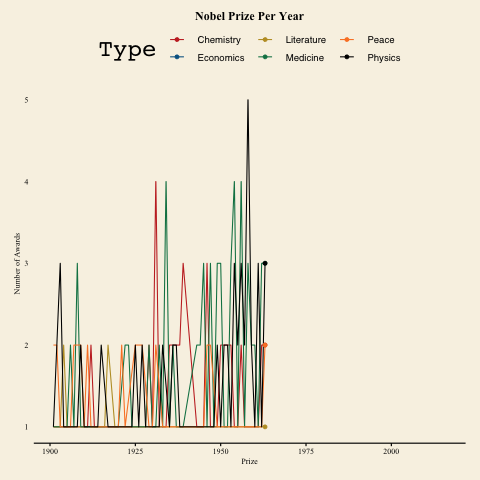 Nobel Prize Per Year
Type
Chemistry Literature Peace
Economics Medicine Physics
5
4
3
2
1
Number of Awards
1900 1925 1950 1975 2000
Prize